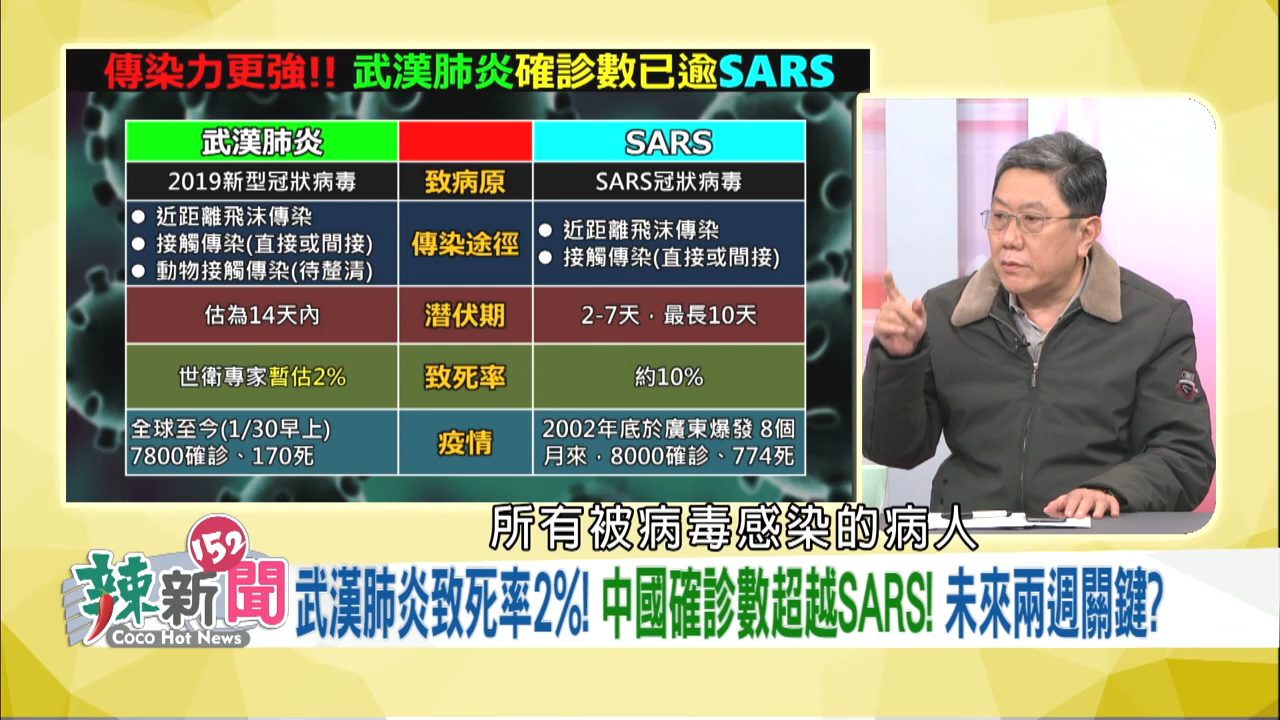 傳染力更強!! 武漢肺炎確診數已逾SARS
武漢肺炎 SARS
2019新型冠狀病毒 致病原 SARS冠狀病毒
● 近距離飛沫傳染
● 接觸傳染(直接或間接)
● 動物接觸傳染(待釐清)
傳染途徑
● 近距離飛沫傳染
● 接觸傳染(直接或間接)
估為14天內 潛伏期 2-7天，最長10天
世衛專家暫估2% 致死率 約10%
全球至今(1/30早上)
7800確診、170死
疫情
2002年底於廣東爆發 8個
月來，8000確診、774死
所有被病毒感染的病人
152
辣新聞
Coco Hot News
武漢肺炎致死率2%! 中國確診數超越SARS! 未來兩週關鍵?